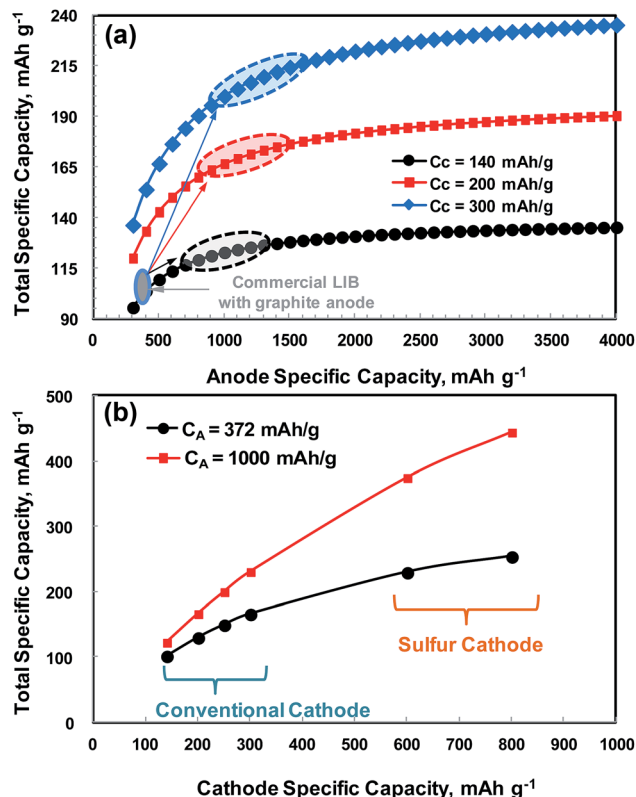 (a)
Total Specific Capacity, mAh g-1
240
215
190
165
140
115
90
Cc = 140 mAh/g
Cc = 200 mAh/g
Cc = 300 mAh/g
Commercial LIB
with graphite anode
0 500 1000 1500 2000 2500 3000 3500 4000
Anode Specific Capacity, mAh g-1
(b)
Total Specific Capacity, mAh g-1
500
400
300
200
100
0
CA = 372 mAh/g
CA = 1000 mAh/g
Sulfur Cathode
Conventional Cathode
0 100 200 300 400 500 600 700 800 900 1000
Cathode Specific Capacity, mAh g-1